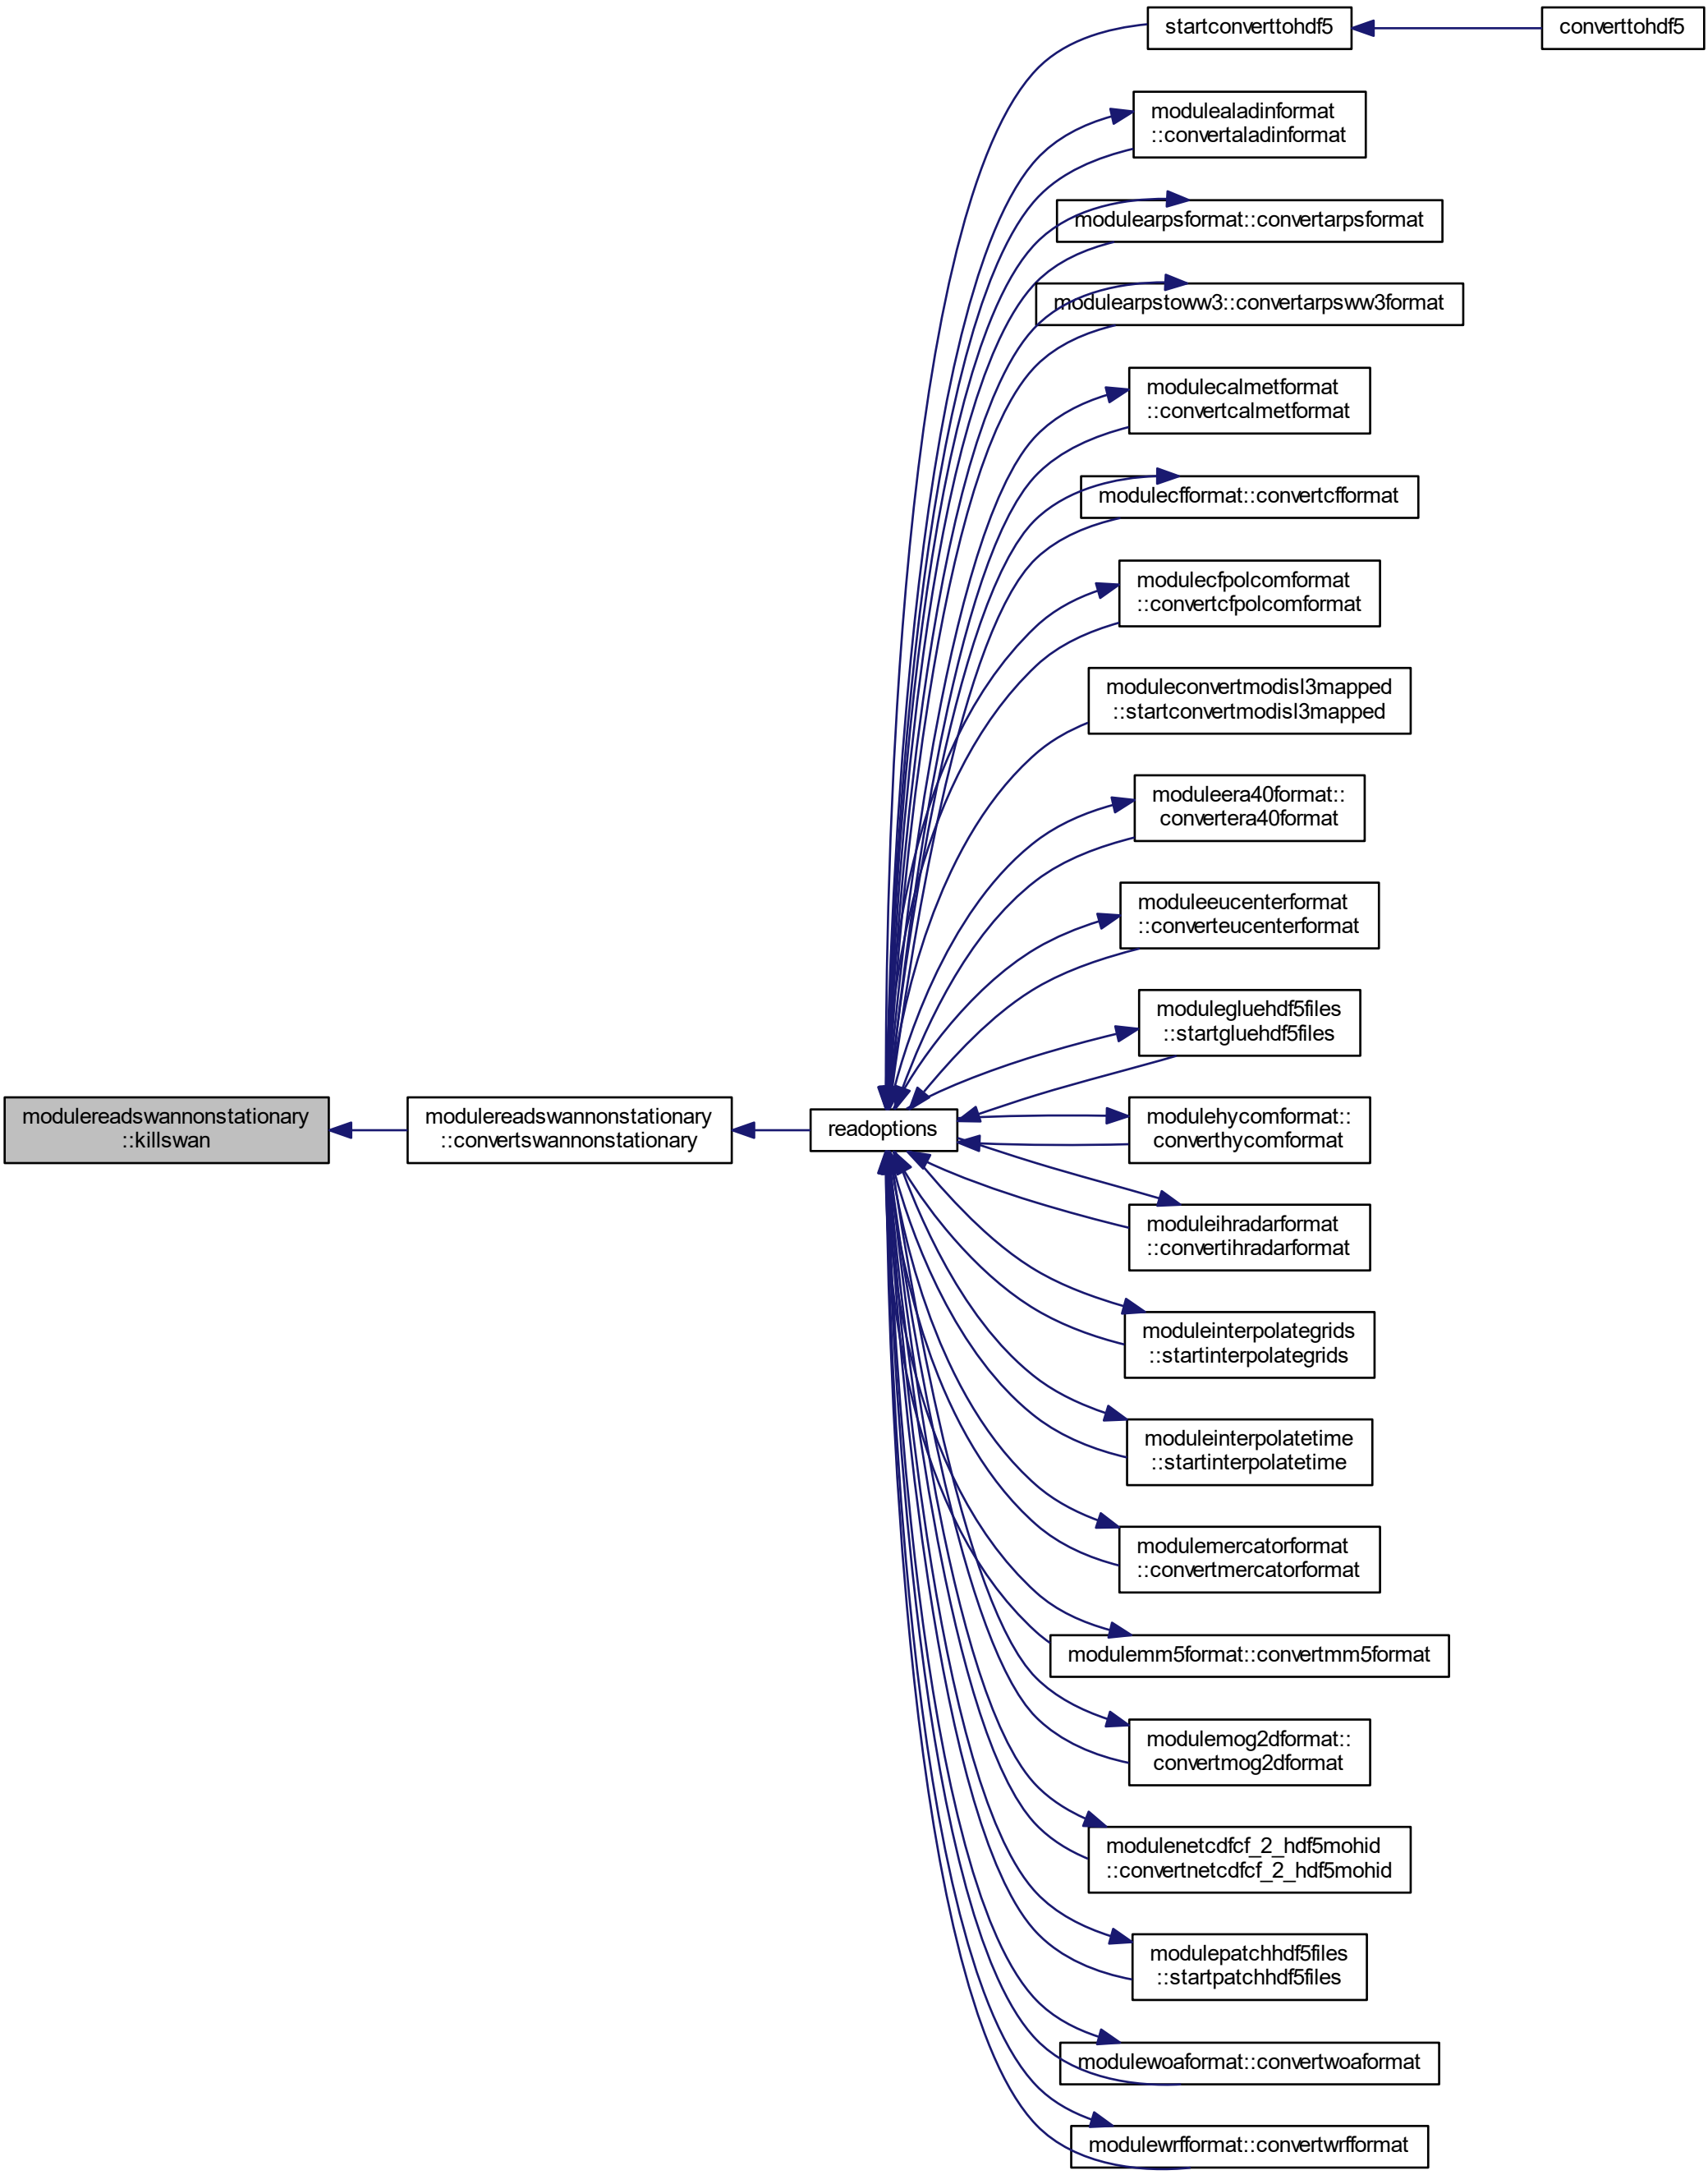 startconverttohdf5
converttohdf5
modulealadinformat
::convertaladinformat
modulearpsformat::convertarpsformat
modulearpstoww3::convertarpsww3format
modulecalmetformat
::convertcalmetformat
modulecfformat::convertcfformat
modulecfpolcomformat
::convertcfpolcomformat
moduleconvertmodisl3mapped
::startconvertmodisl3mapped
moduleera40format::
convertera40format
moduleeucenterformat
::converteucenterformat
modulegluehdf5files
::startgluehdf5files
modulereadswannonstationary
::killswan
modulereadswannonstationary
::convertswannonstationary
readoptions
modulehycomformat::
converthycomformat
moduleihradarformat
::convertihradarformat
moduleinterpolategrids
::startinterpolategrids
moduleinterpolatetime
::startinterpolatetime
modulemercatorformat
::convertmercatorformat
modulemm5format::convertmm5format
modulemog2dformat::
convertmog2dformat
modulenetcdfcf_2_hdf5mohid
::convertnetcdfcf_2_hdf5mohid
modulepatchhdf5files
::startpatchhdf5files
modulewoaformat::convertwoaformat
modulewrfformat::convertwrfformat